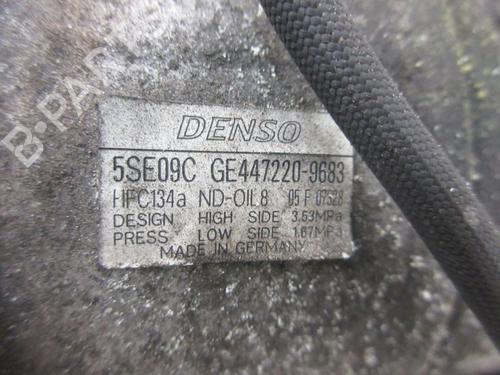 DENSO
5SE09C GE447220-9683
HFC134a ND-OIL8 05 F 07528
DESIGN HIGH SIDE 3.53MPa
PRESS LOW SIDE 1.67MPa
MADE IN GERMANY
B-PARTS